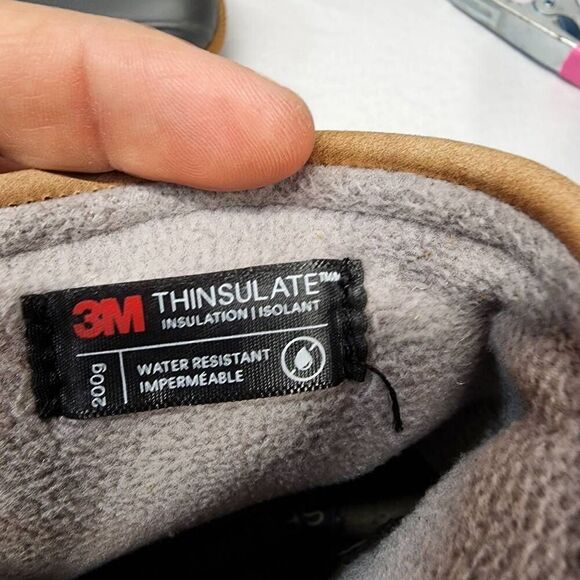 3M THINSULATE™
INSULATION | ISOLANT
200g
WATER RESISTANT
IMPERMÉABLE